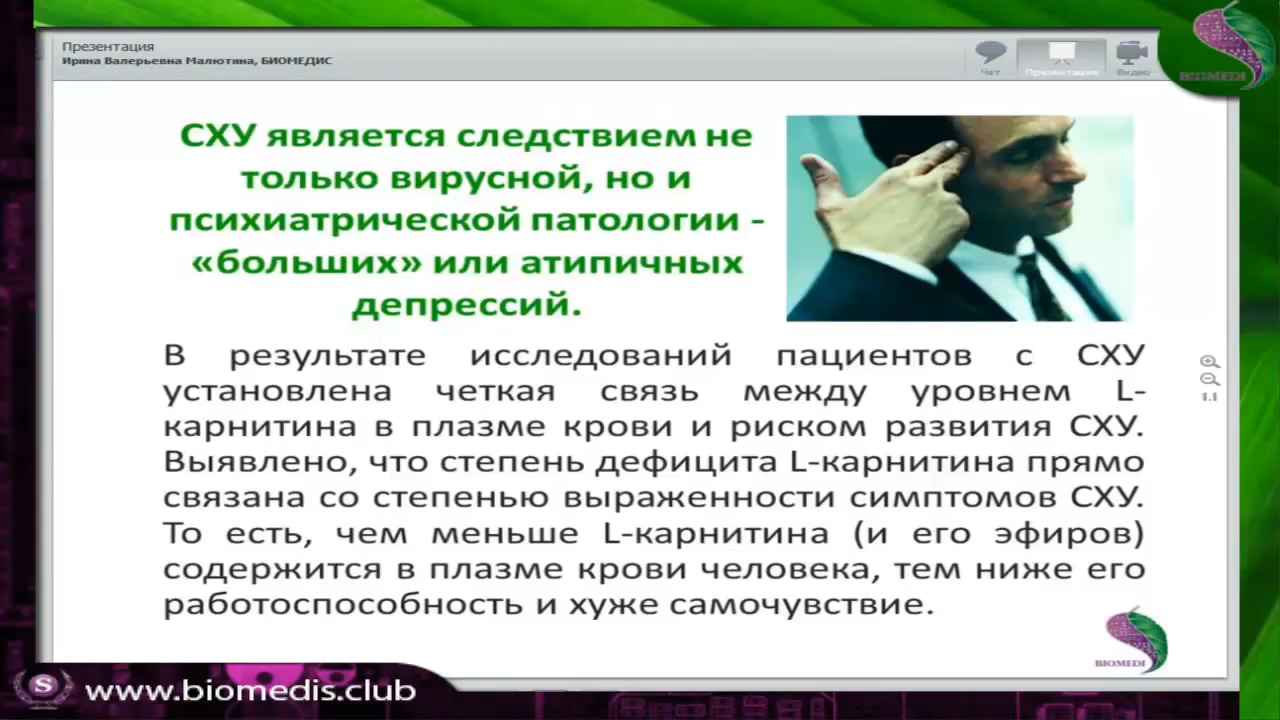 Презентация
Ирина Валерьевна Малютина, БИОМЕДИС
Чат
Презентация
Видео
BIOMEDI
СХУ является следствием не
только вирусной, но и
психиатрической патологии -
«больших» или атипичных
депрессий.
В результате исследований пациентов с СХУ
установлена четкая связь между уровнем L-
карнитина в плазме крови и риском развития СХУ.
Выявлено, что степень дефицита L-карнитина прямо
связана со степенью выраженности симптомов СХУ.
То есть, чем меньше L-карнитина (и его эфиров)
содержится в плазме крови человека, тем ниже его
работоспособность и хуже самочувствие.
1.1
BIOMEDI
S
www.biomedis.club